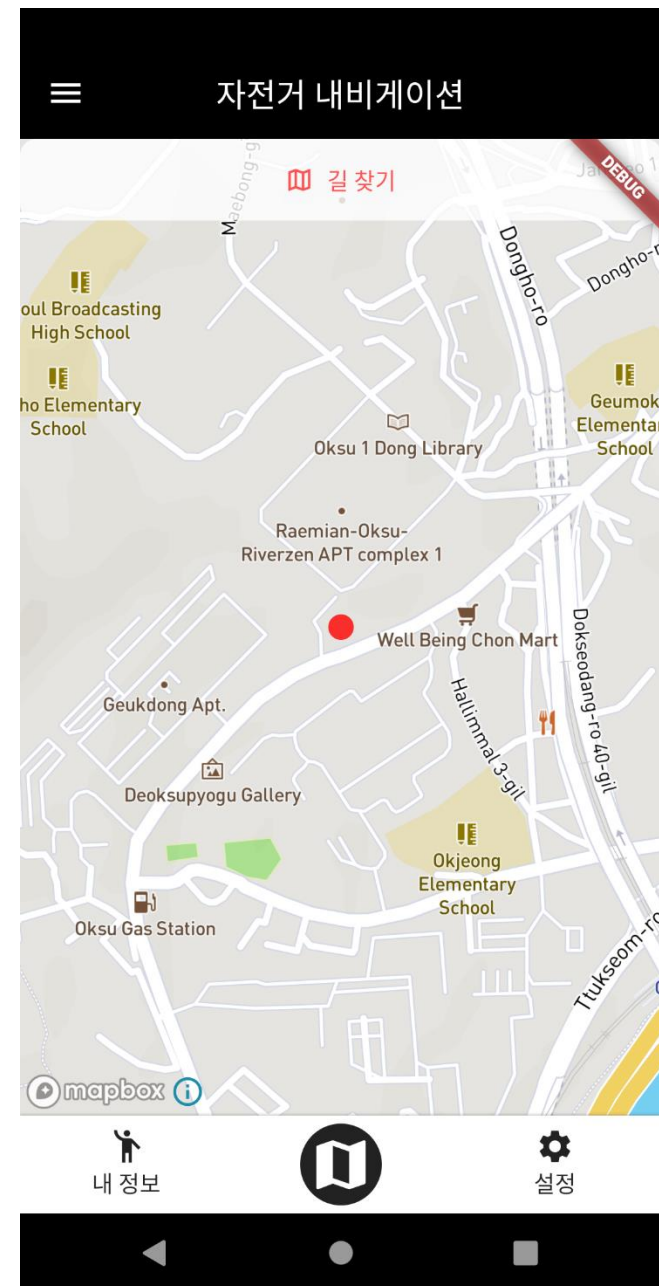 자전거 내비게이션
DEBUG
길 찾기
Maebong-g
Dongho-ro
Dongho-r
oul Broadcasting
High School
ho Elementary
School
Geumok
Elementar
School
Oksu 1 Dong Library
Raemian-Oksu-
Riverzen APT complex 1
Well Being Chon Mart
Dokseodang-ro 40-gil
Hallimmal 3-gil
Geukdong Apt.
Deoksupyogu Gallery
Okjeong
Elementary
School
Oksu Gas Station
Ttukseom-ro
mapbox
내 정보
설정